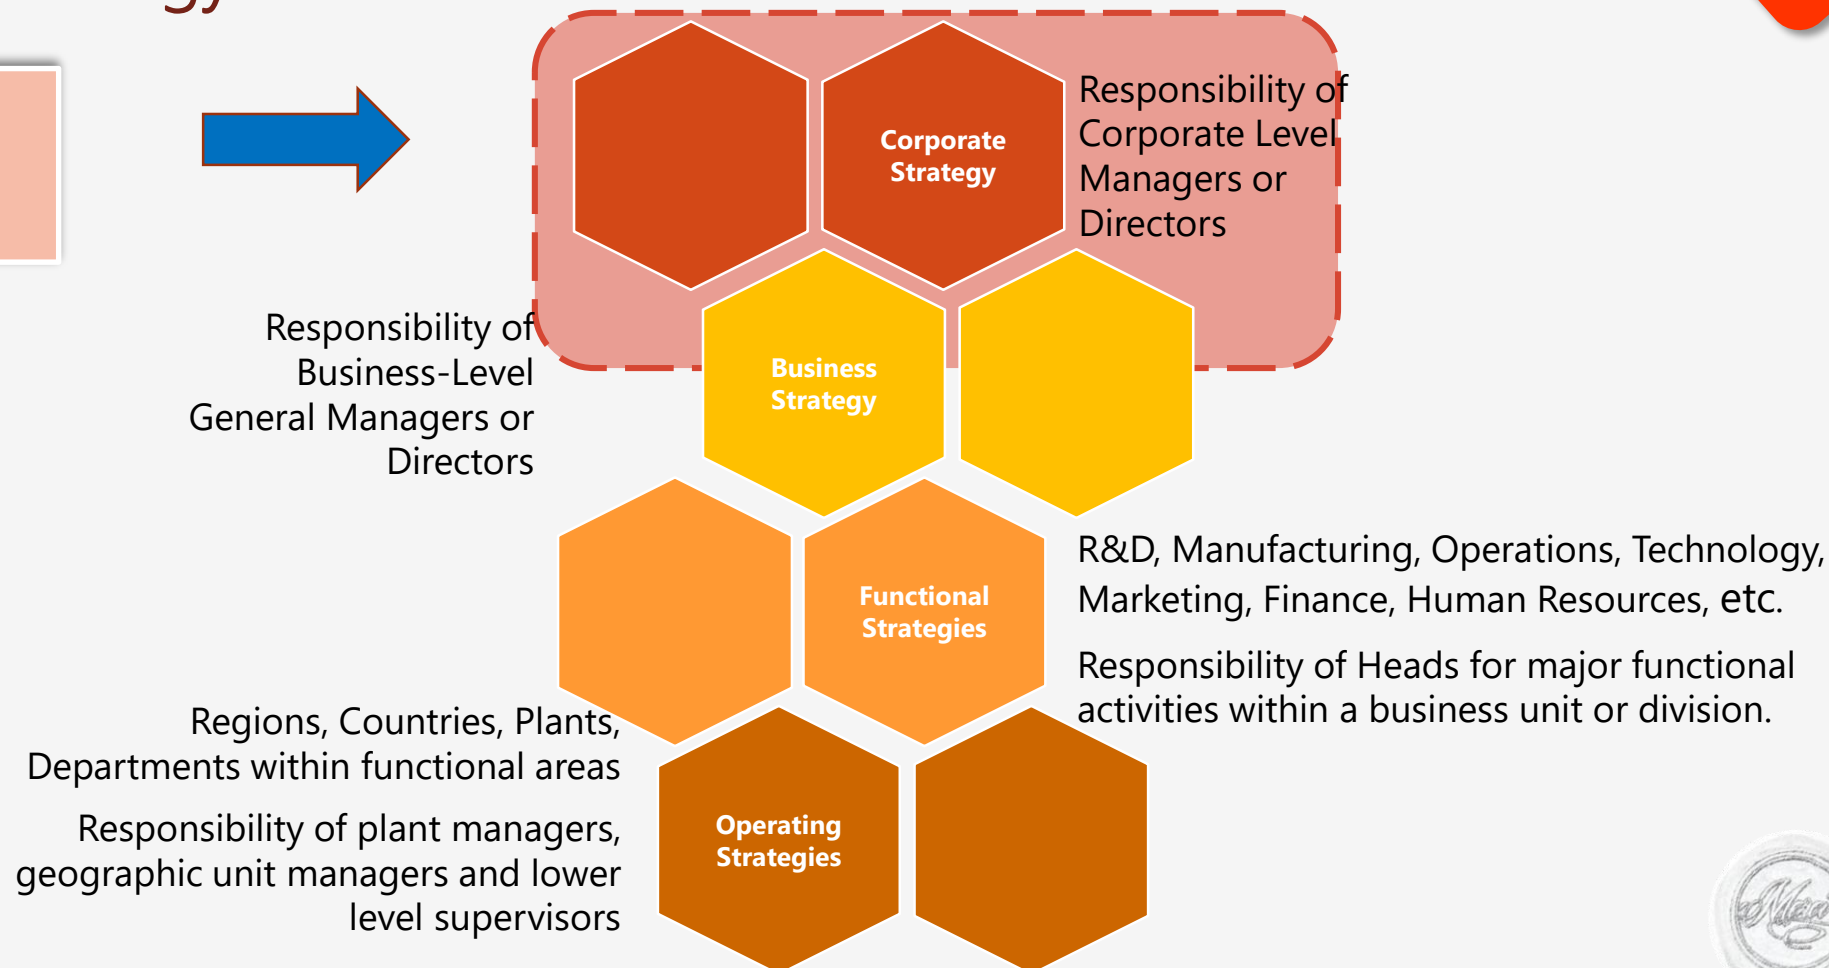 gy
Corporate
Strategy
Responsibility of
Corporate Level
Managers or
Directors
Responsibility of
Business-Level
General Managers or
Directors
Business
Strategy
Functional
Strategies
R&D, Manufacturing, Operations, Technology,
Marketing, Finance, Human Resources, etc.
Responsibility of Heads for major functional
activities within a business unit or division.
Regions, Countries, Plants,
Departments within functional areas
Responsibility of plant managers,
geographic unit managers and lower
level supervisors
Operating
Strategies